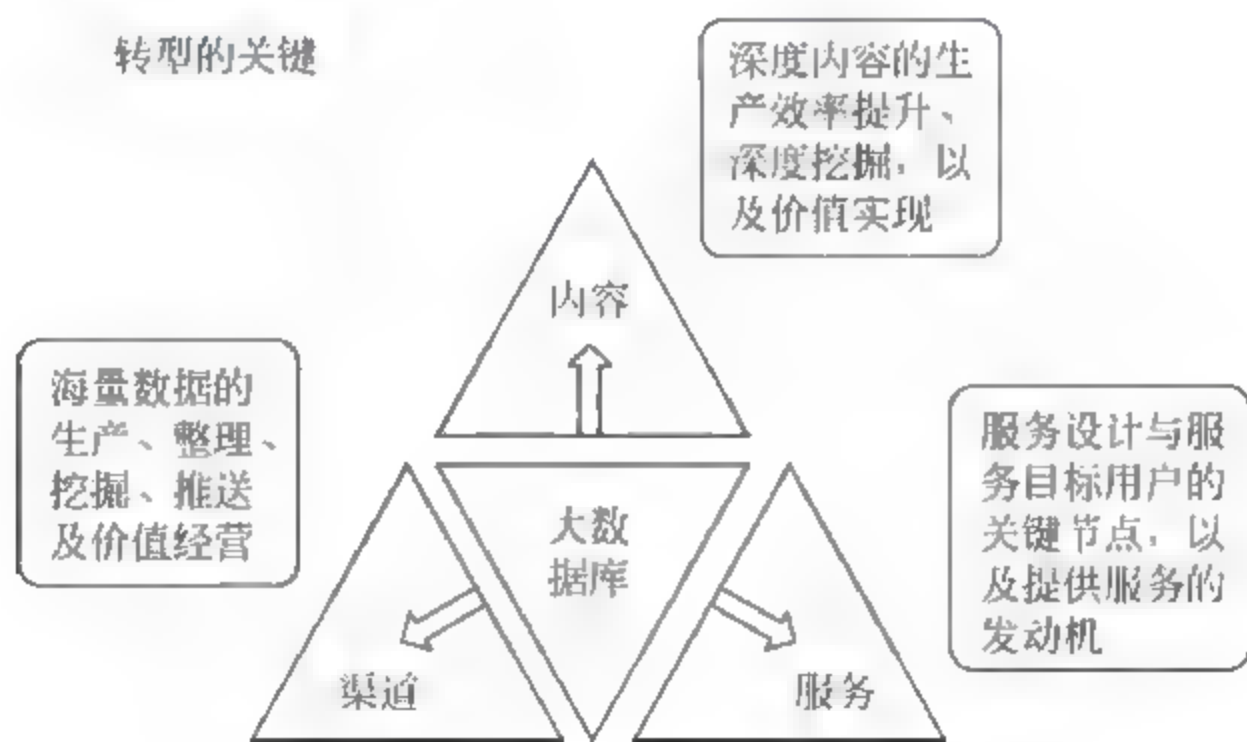 转型的关键
深度内容的生
产效率提升、
深度挖掘，以
及价值实现
内容
海量数据的
生产、整理、
挖掘、推送
及价值经营
大数
据库
服务设计与服
务目标用户的
关键节点，以
及提供服务的
发动机
渠道
服务